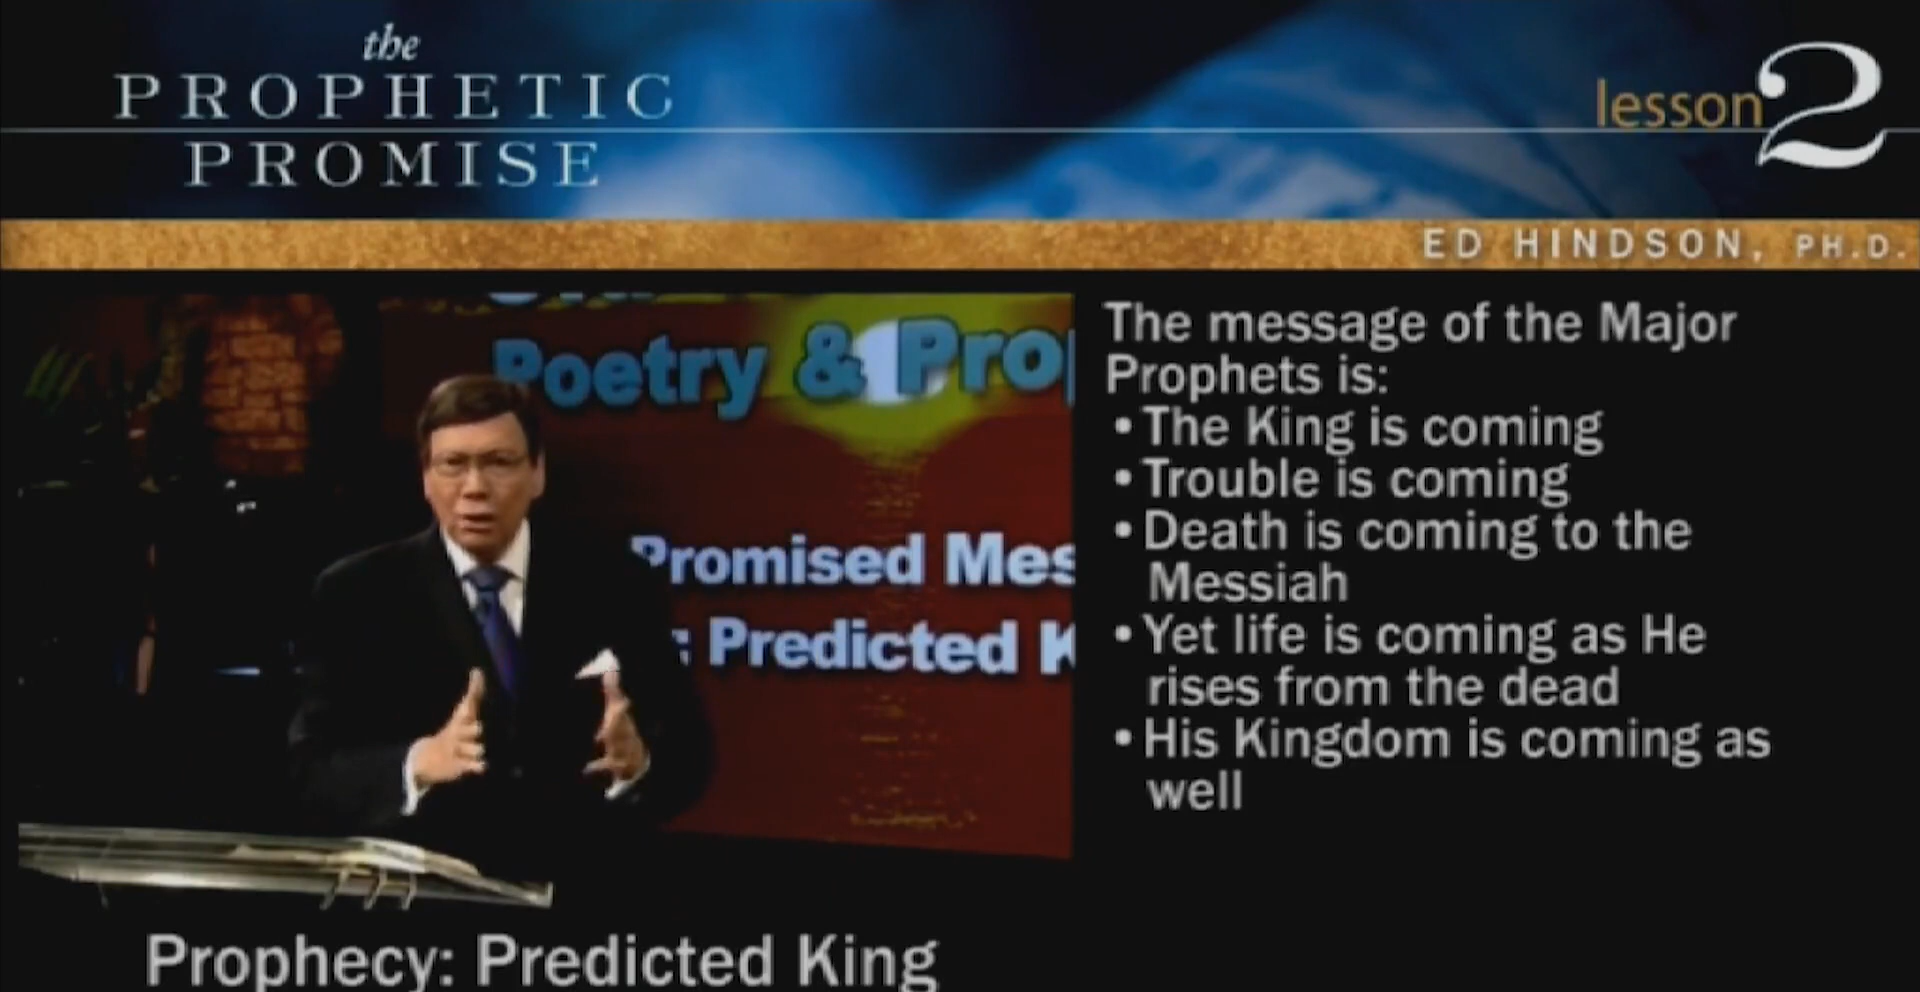 the
PROPHETIC
PROMISE
lesson 2
ED HINDSON, PH.D.
Poetry &
Promised
: Predicted
The message of the Major
Prophets is:
• The King is coming
• Trouble is coming
• Death is coming to the
Messiah
• Yet life is coming as He
rises from the dead
• His Kingdom is coming as
well
Prophecy: Predicted King